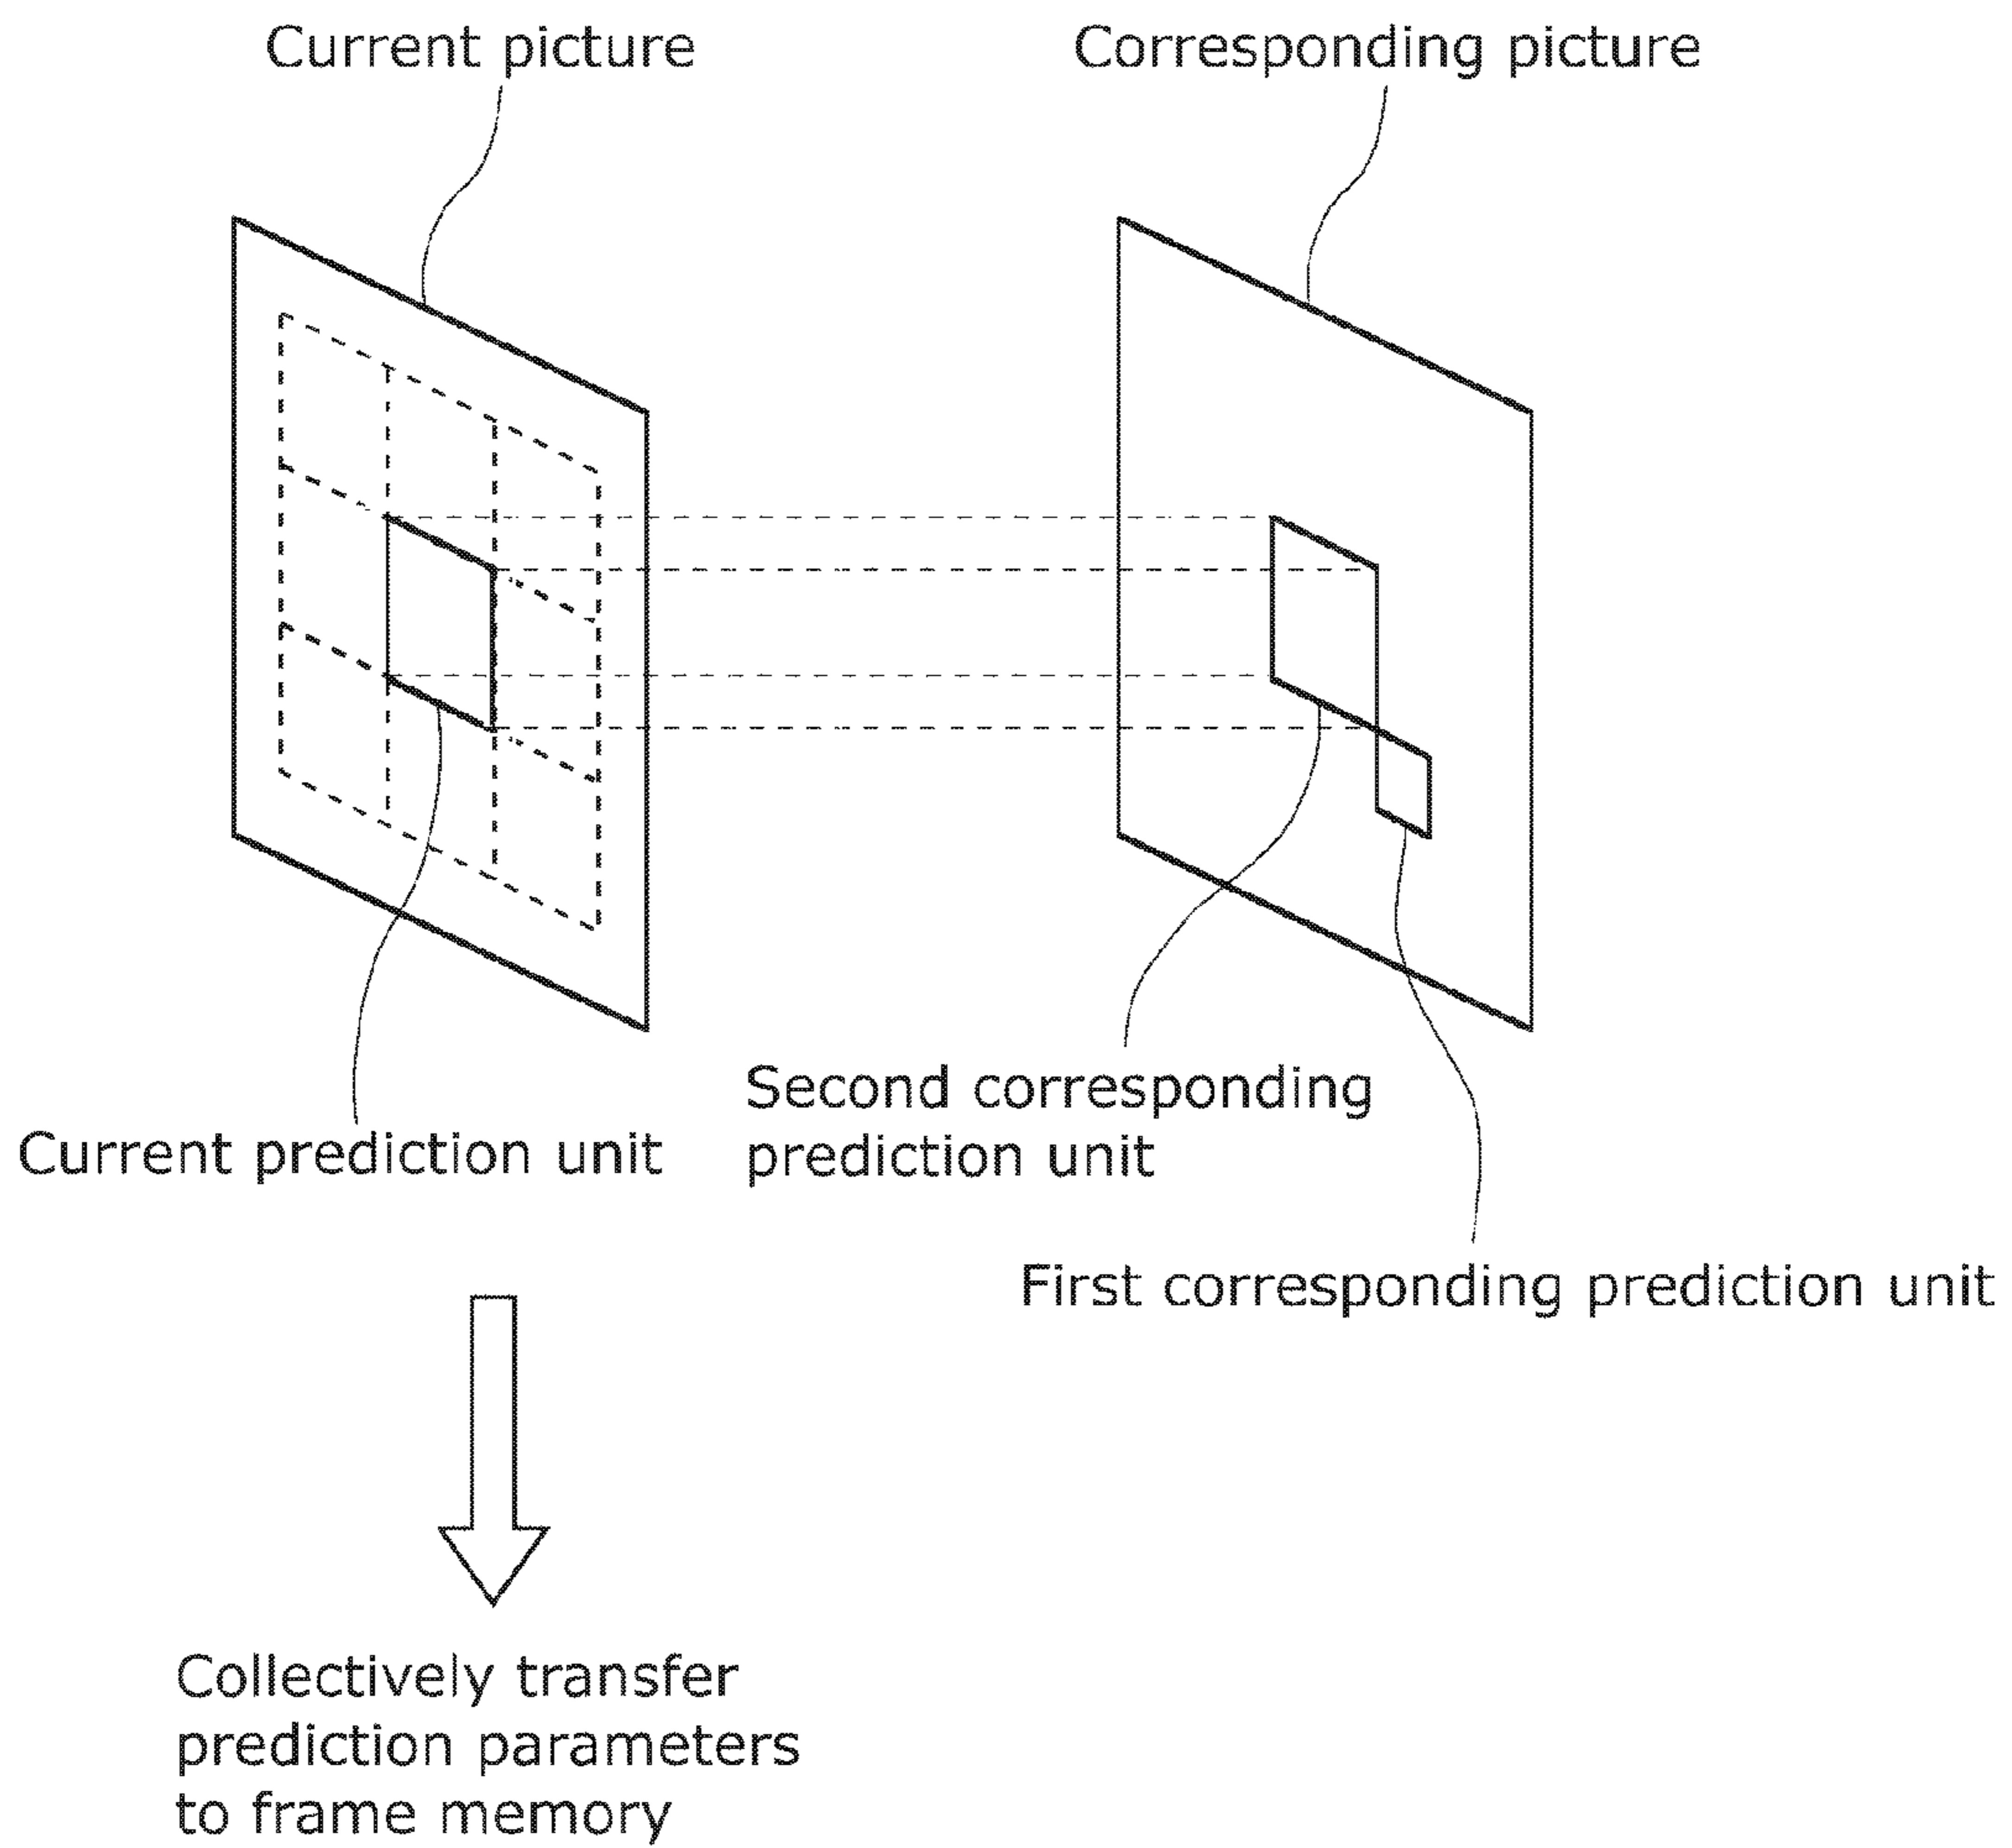 Current picture
Corresponding picture
Second corresponding
prediction unit
Current prediction unit
First corresponding prediction unit
Collectively transfer
prediction parameters
to frame memory